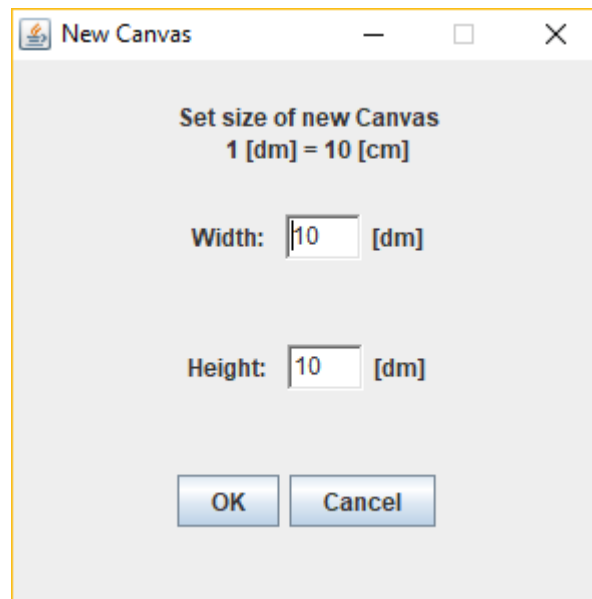 New Canvas
Set size of new Canvas
1 [dm] = 10 [cm]
Width: 10 [dm]
Height: 10 [dm]
OK Cancel